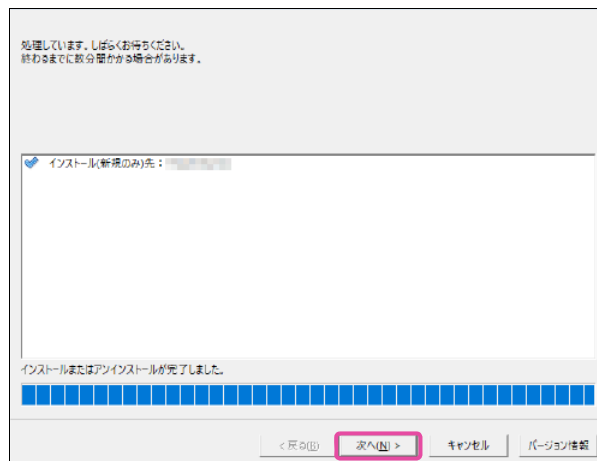 処理しています。しばらくお待ちください。
終わるまでに数分間かかる場合があります。
インストール(新規のみ)先：
インストールまたはアンインストールが完了しました。
< 戻る(B)
次へ(N) >
キャンセル
バージョン情報